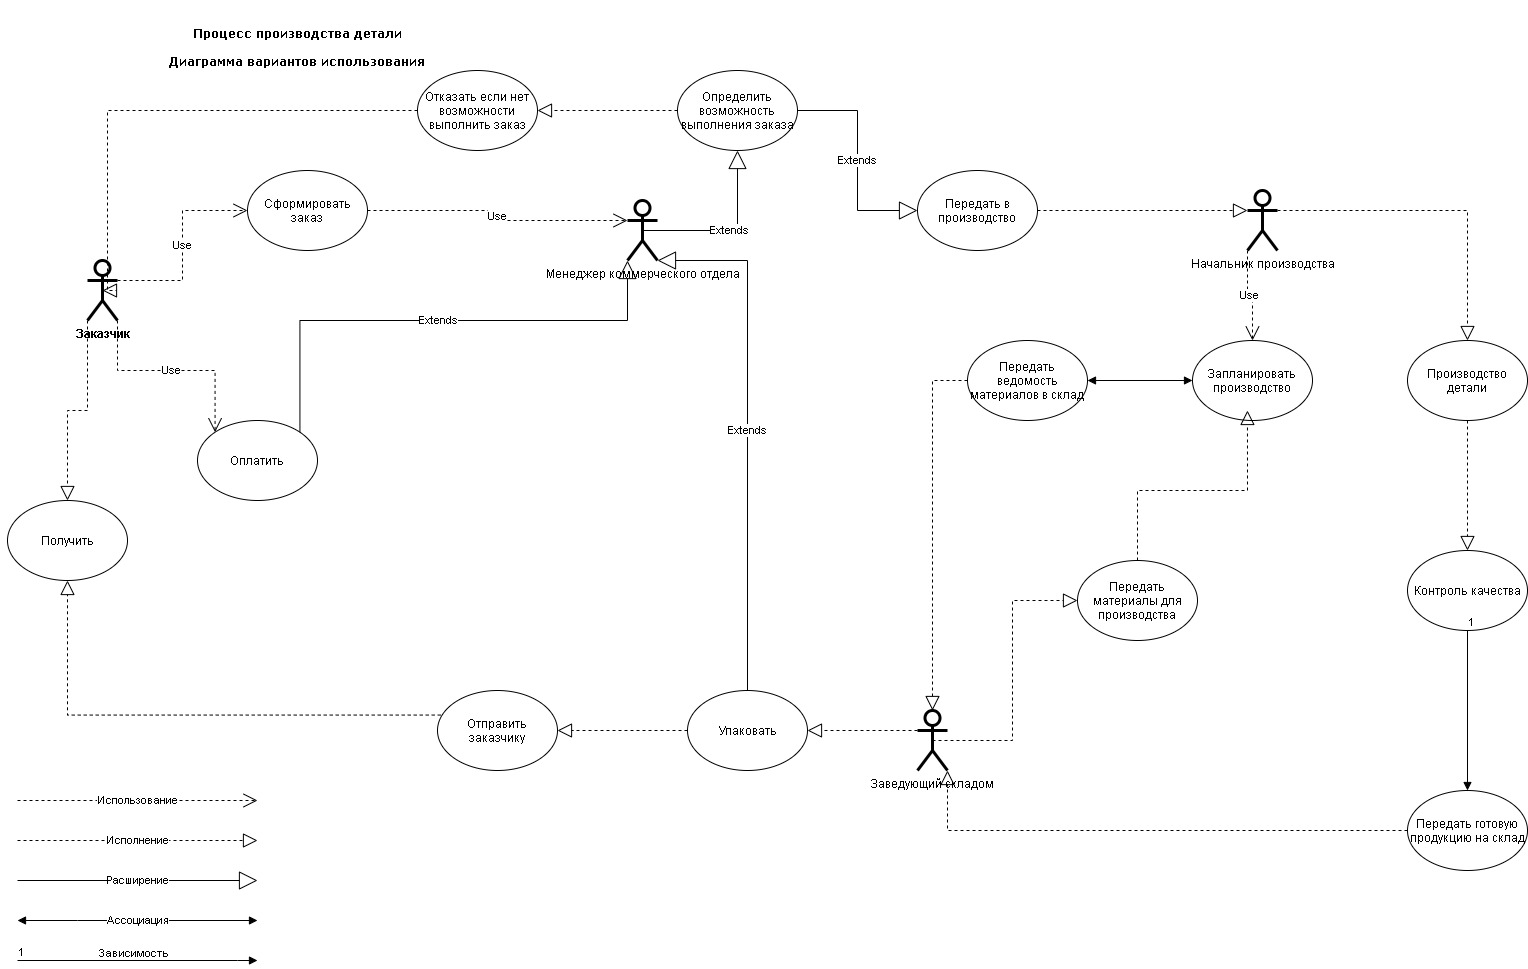 Процесс производства детали
Диаграмма вариантов использования
Отказать если нет
возможности
выполнить заказ
Определить
возможность
выполнения заказа
Extends
Сформировать
заказ
Use
Use
Extends
Передать в
производство
Начальник производства
Менеджер коммерческого отдела
Заказчик
Use
Extends
Use
Передать
ведомость
материалов в склад
Запланировать
производство
Производство
детали
Оплатить
Extends
Получить
Передать
материалы для
производства
Контроль качества
1
Отправить
заказчику
Упаковать
Заведующий складом
Передать готовую
продукцию на склад
Использование
Исполнение
Расширение
Ассоциация
1 Зависимость